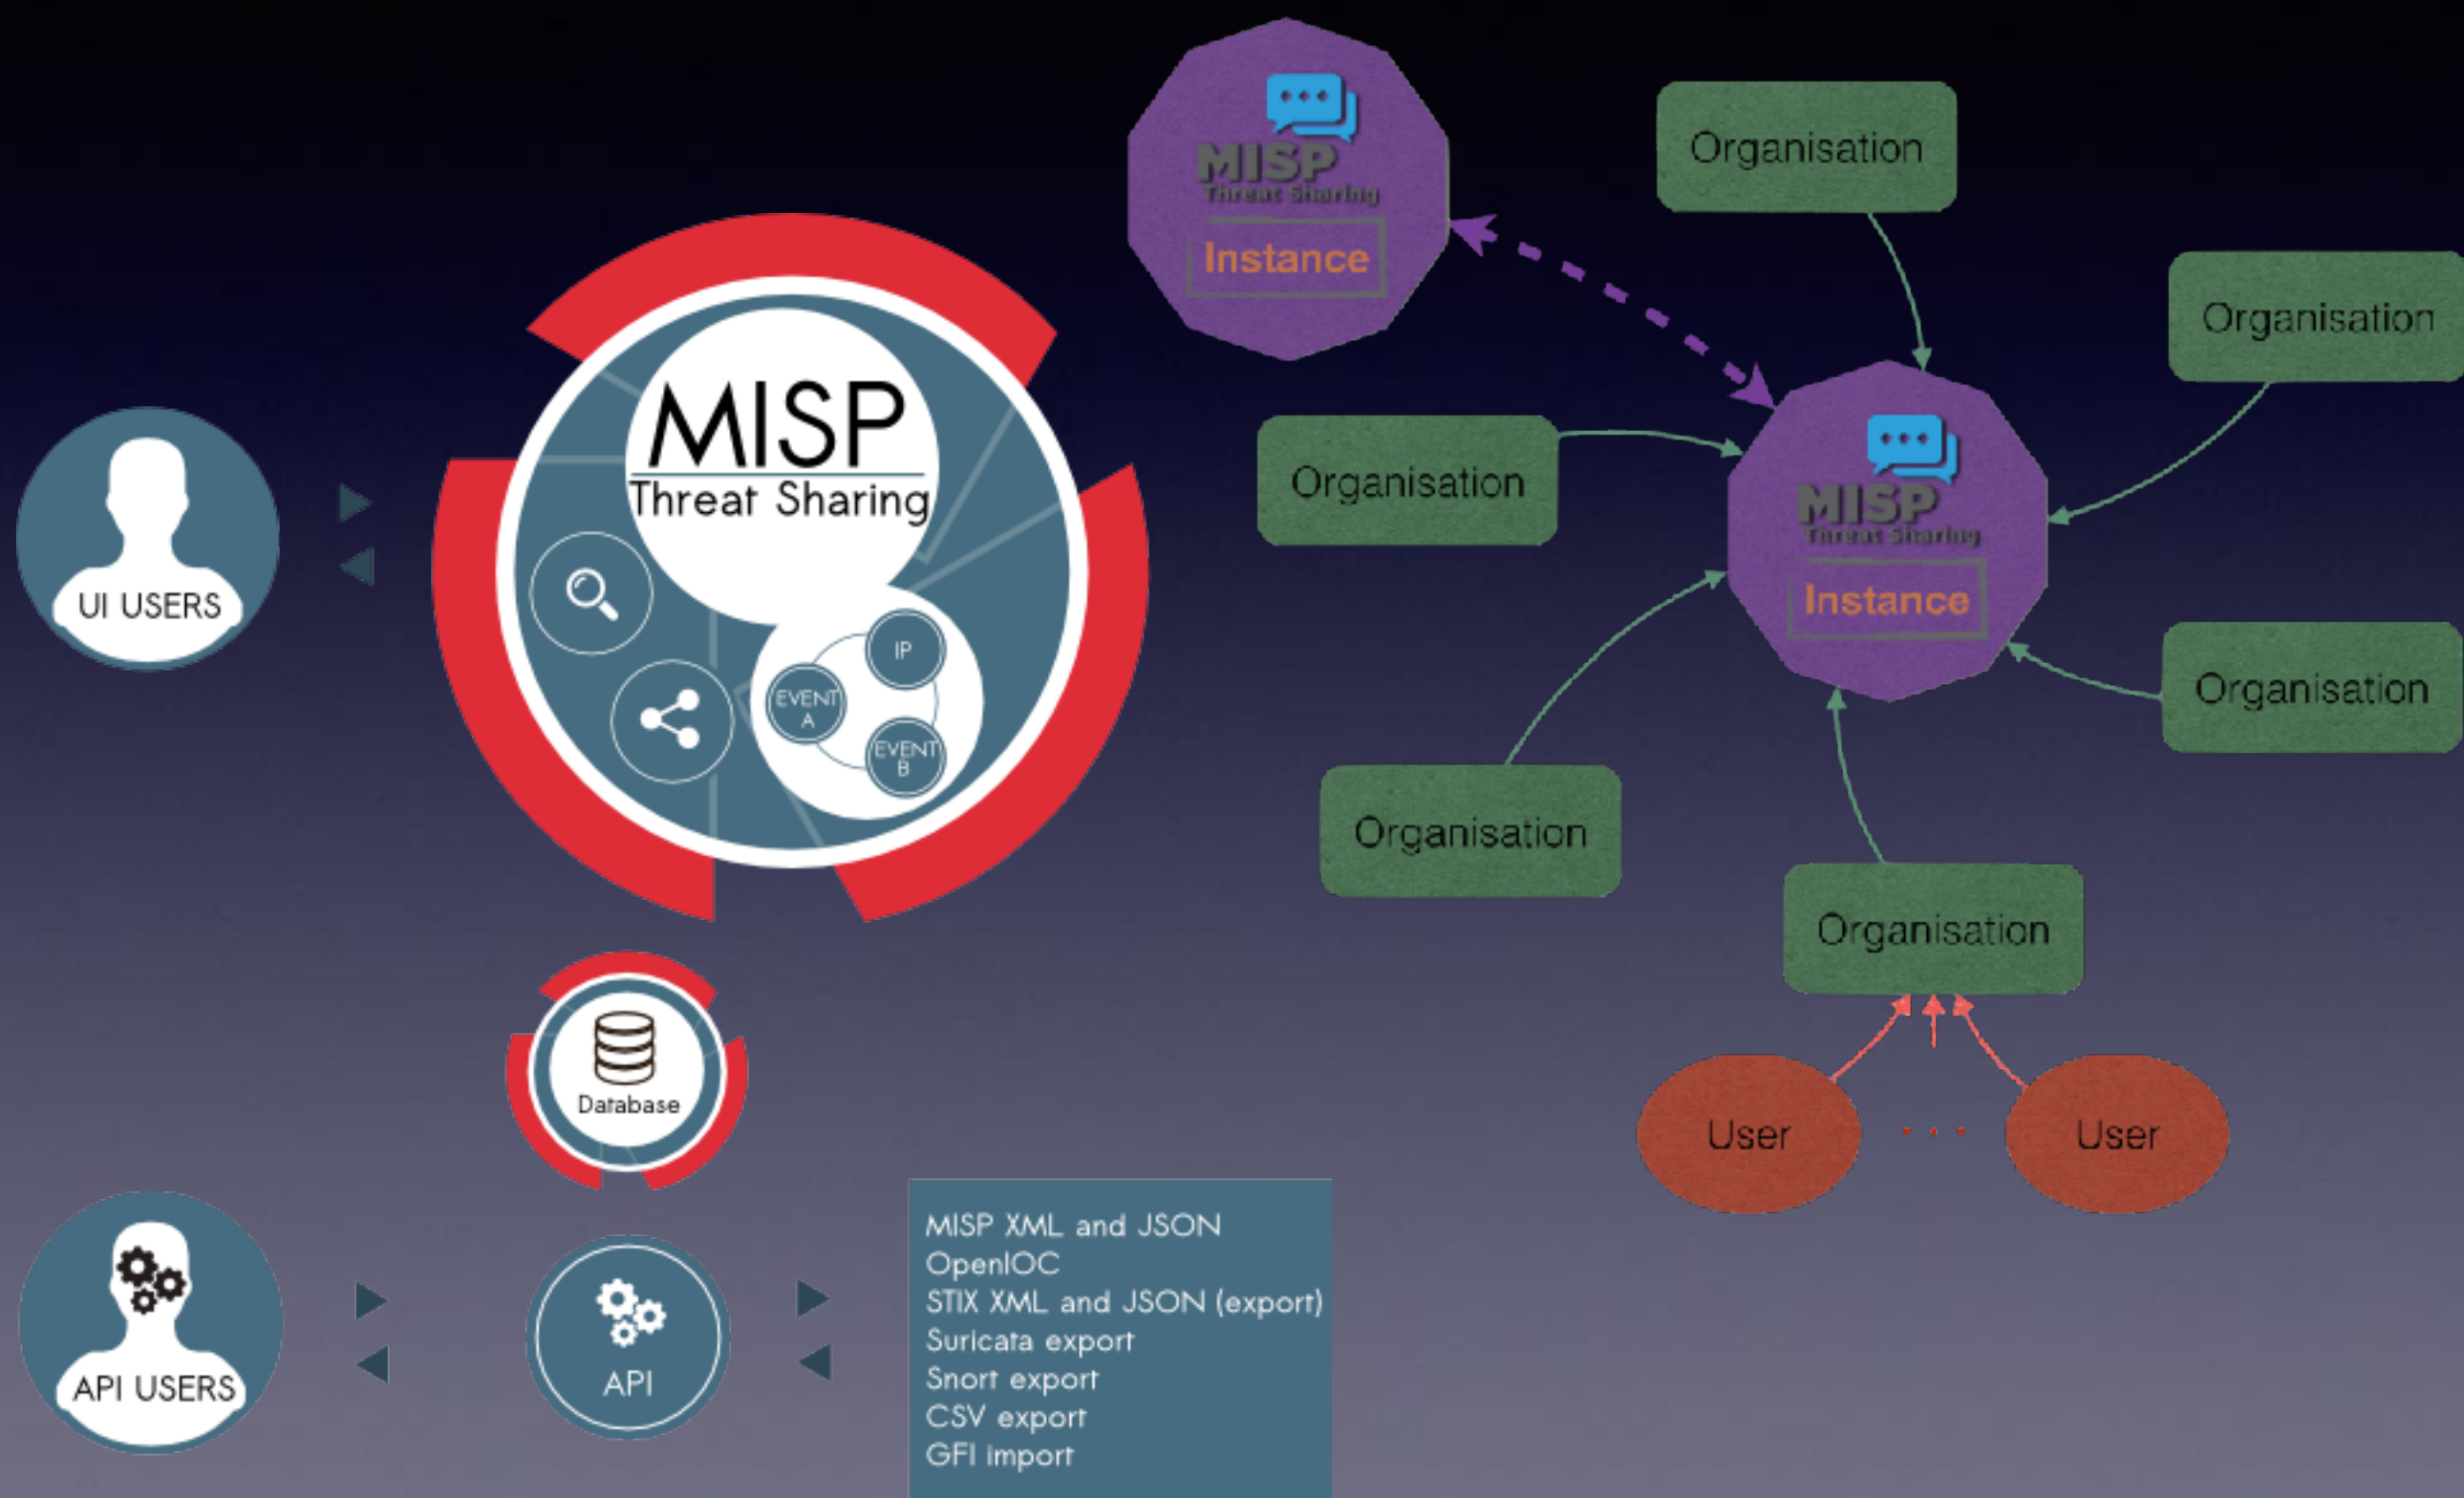 MISP
Threat Sharing
UI USERS
IP
EVENT
A
EVENT
B
Database
API USERS
API
MISP XML and JSON
OpenIOC
STIX XML and JSON (export)
Suricata export
Snort export
CSV export
GFI import
MISP
Threat Sharing
Instance
Organisation
Organisation
Organisation
MISP
Threat Sharing
Instance
Organisation
Organisation
Organisation
User
...
User